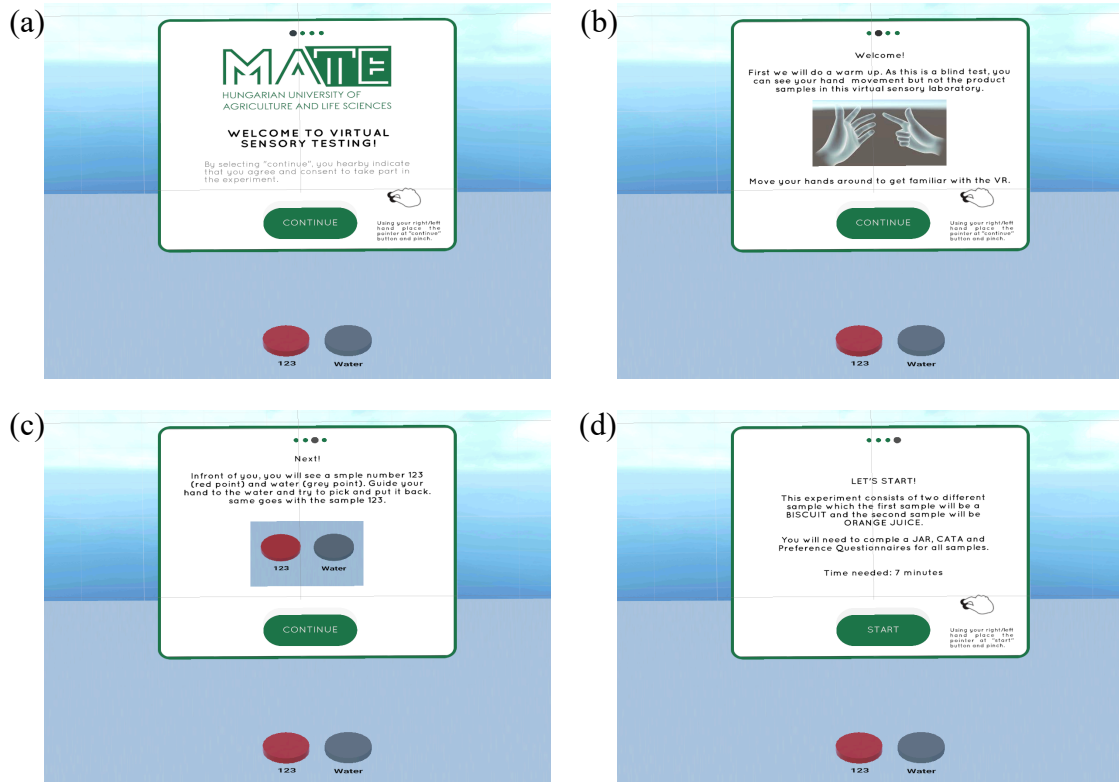 (a)
MATE
HUNGARIAN UNIVERSITY OF
AGRICULTURE AND LIFE SCIENCES
WELCOME TO VIRTUAL
SENSORY TESTING!
By selecting "continue", you hearby indicate
that you agree and consent to take part in
the experiment.
CONTINUE
Using your right/left
hand place the
pointer at "continue"
button and pinch.
123
Water
(b)
Welcome!
First we will do a warm up. As this is a blind test, you
can see your hand movement but not the product
samples in this virtual sensory laboratory.
Move your hands around to get familiar with the VR.
CONTINUE
Using your right/left
hand place the
pointer at "continue"
button and pinch.
123
Water
(c)
Next!
Infront of you, you will see a smple number 123
(red point) and water (grey point). Guide your
hand to the water and try to pick and put it back.
same goes with the sample 123.
123
Water
CONTINUE
123
Water
(d)
LET'S START!
This experiment consists of two different
sample which the first sample will be a
BISCUIT and the second sample will be
ORANGE JUICE.
You will need to comple a JAR, CATA and
Preference Questionnaires for all samples.
Time needed: 7 minutes
START
Using your right/left
hand place the
pointer at "start"
button and pinch.
123
Water